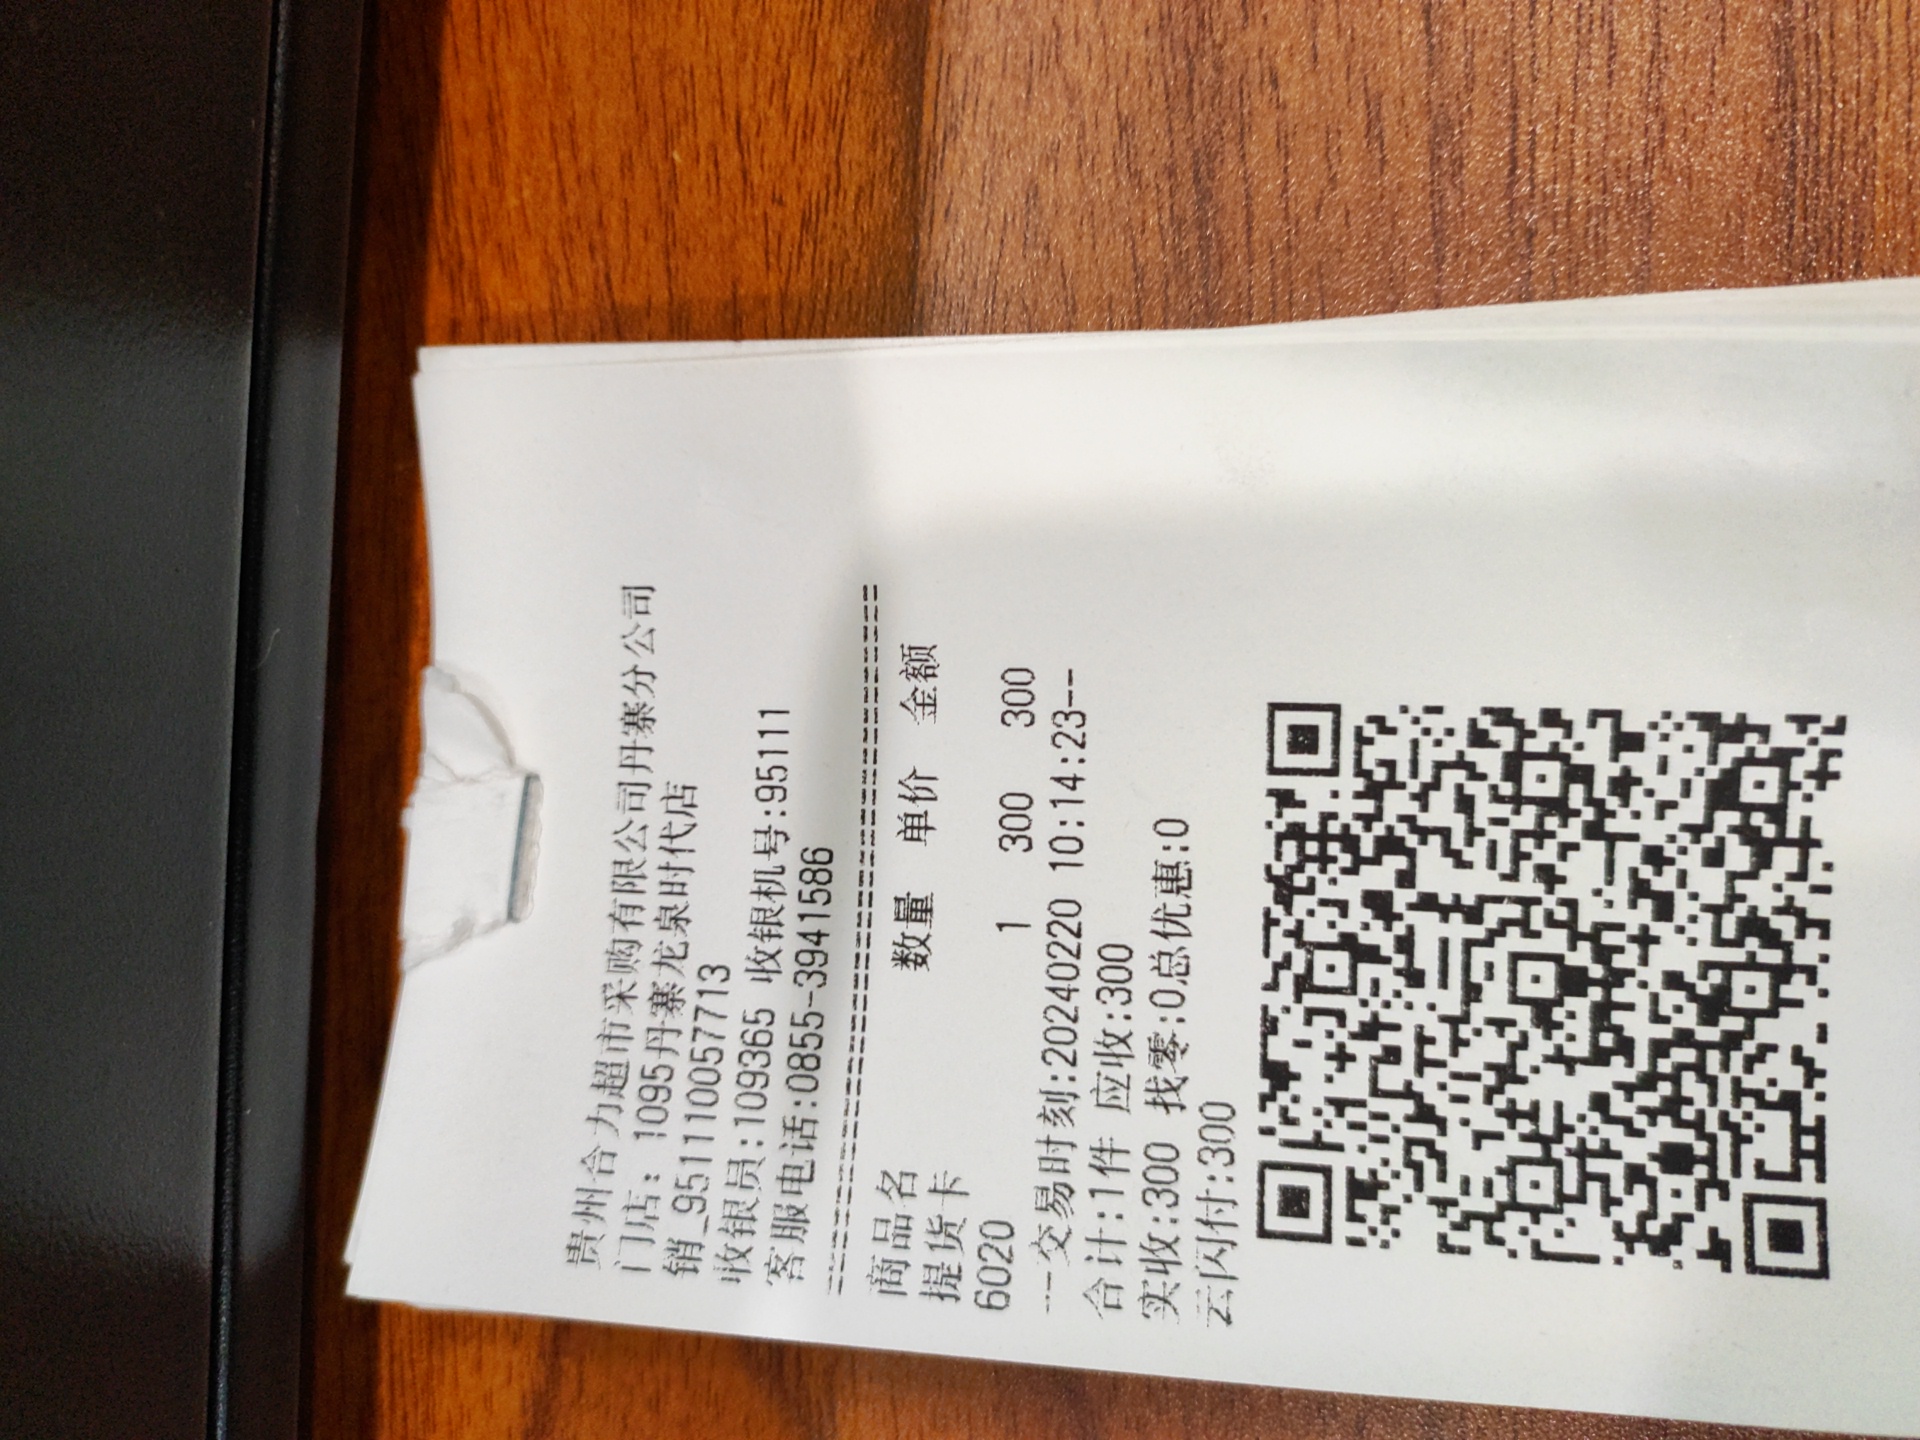 贵州合力超市采购有限公司丹寨分公司
门店: 1095丹寨龙泉时代店
销_951110057713
收银员:109365 收银机号:95111
客服电话:0855-3941586
商品名 数量 单价 金额
提货卡
6020 1 300 300
--交易时刻:20240220 10:14:23--
合计:1件 应收:300
实收:300 找零:0总优惠:0
云闪付:300